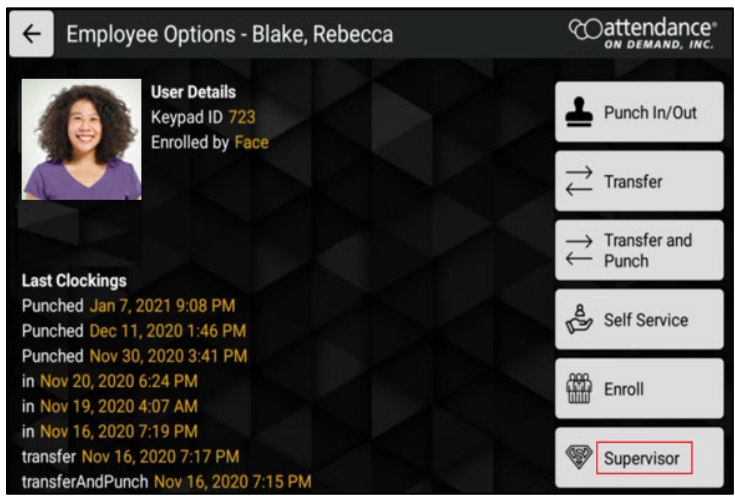 Employee Options - Blake, Rebecca
attendance®
ON DEMAND, INC.
User Details
Keypad ID 723
Enrolled by Face
Last Clockings
Punched Jan 7, 2021 9:08 PM
Punched Dec 11, 2020 1:46 PM
Punched Nov 30, 2020 3:41 PM
in Nov 20, 2020 6:24 PM
in Nov 19, 2020 4:07 AM
in Nov 16, 2020 7:19 PM
transfer Nov 16, 2020 7:17 PM
transferAndPunch Nov 16, 2020 7:15 PM
Punch In/Out
Transfer
Transfer and
Punch
Self Service
Enroll
Supervisor